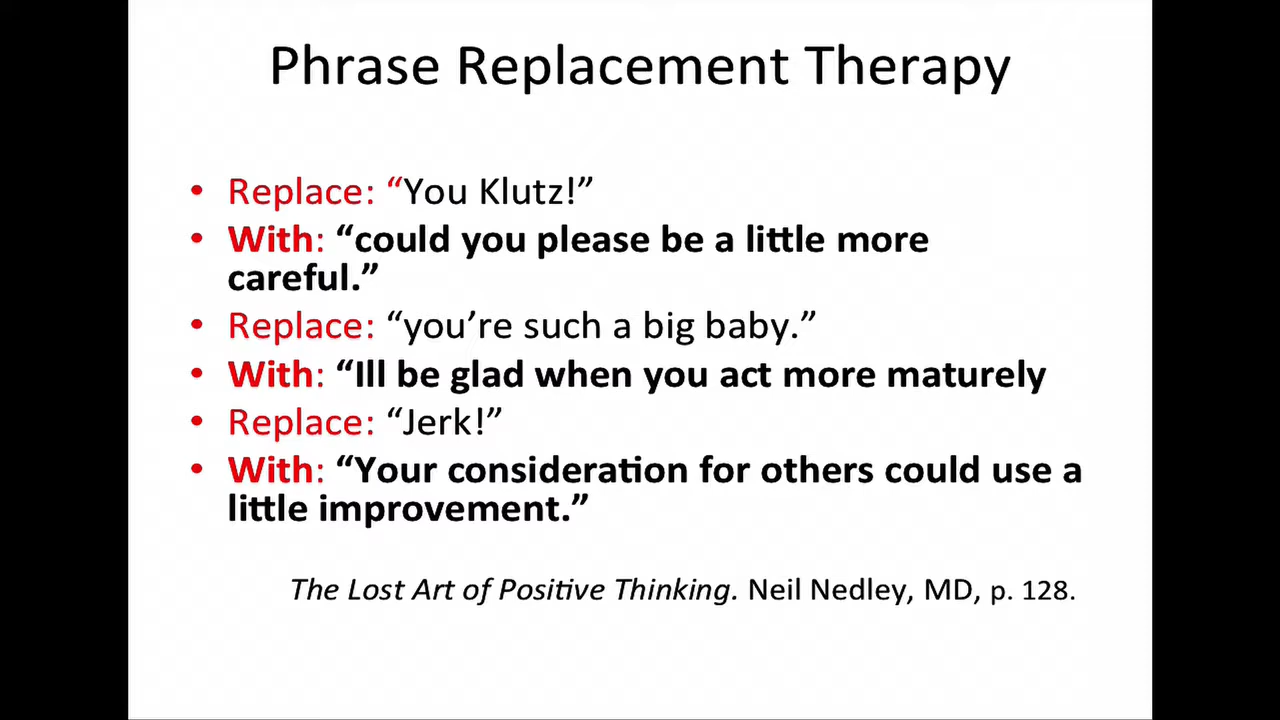 Phrase Replacement Therapy
• Replace: “You Klutz!”
• With: “could you please be a little more
careful.”
• Replace: “you’re such a big baby.”
• With: “Ill be glad when you act more maturely
• Replace: “Jerk!”
• With: “Your consideration for others could use a
little improvement.”
The Lost Art of Positive Thinking. Neil Nedley, MD, p. 128.